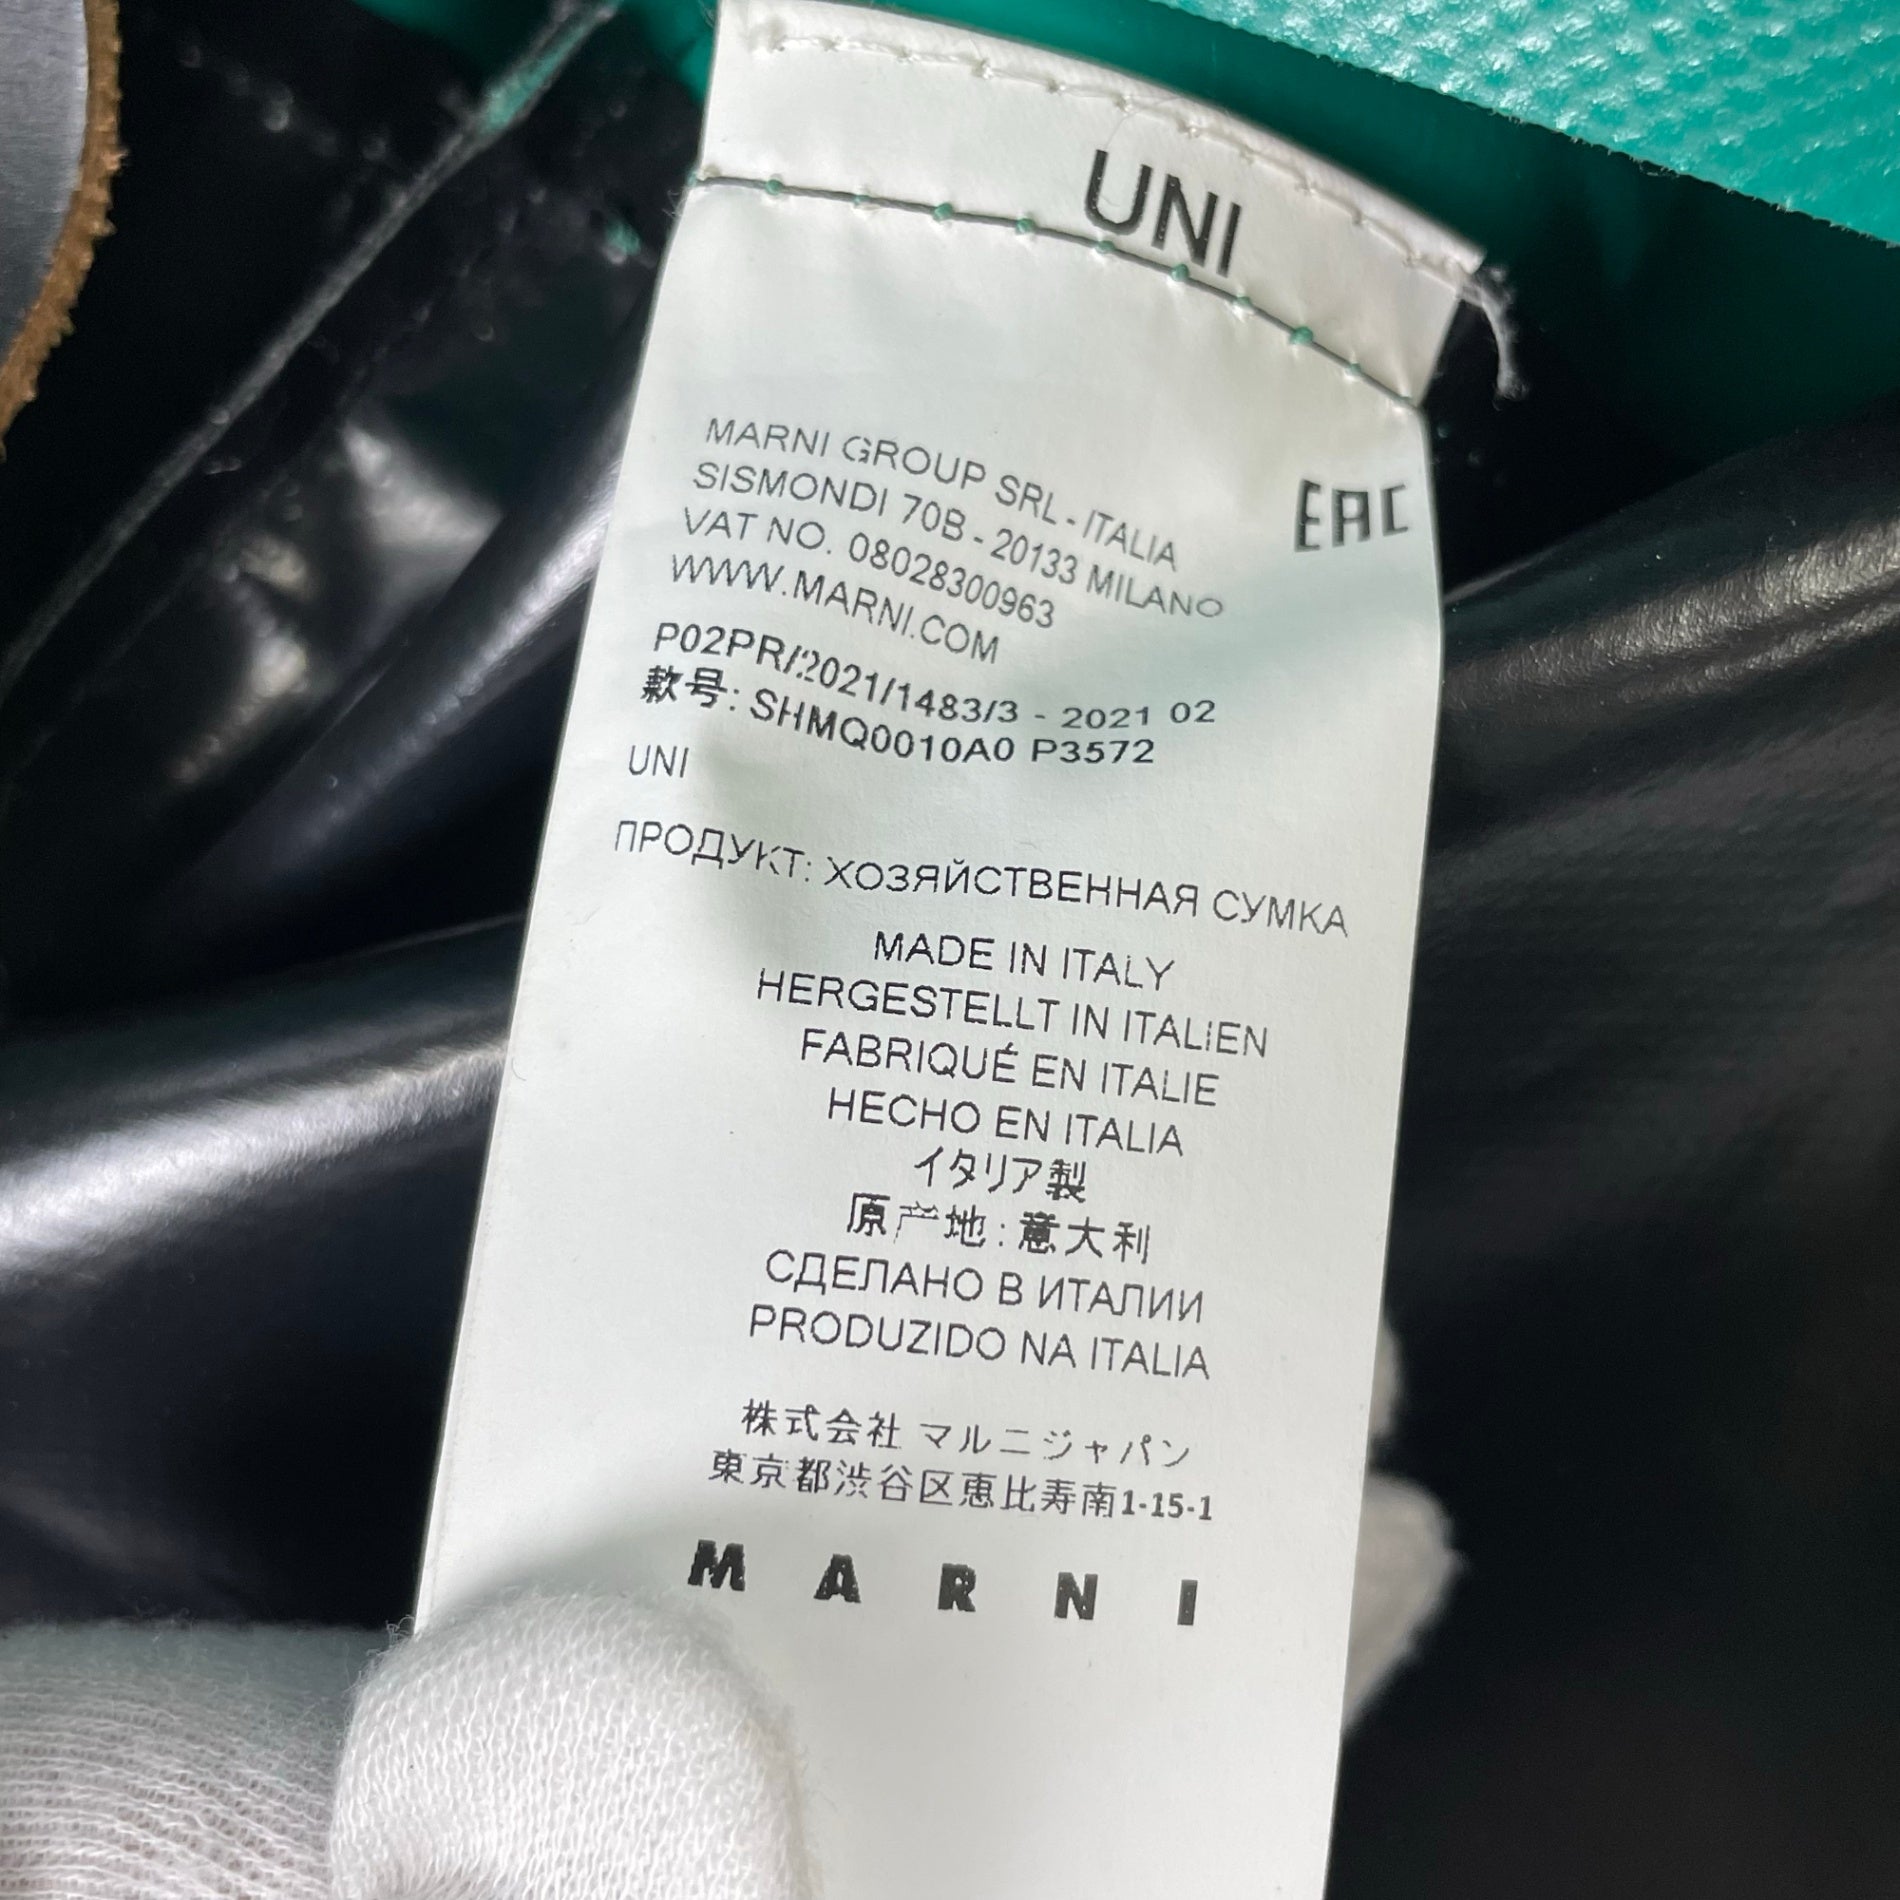 UNI
MARNI GROUP SRL - ITALIA
SISMONDI 70B - 20133 MILANO
VAT NO. 08028300963
WWW.MARNI.COM
EAC
P02PR/2021/1483/3 - 2021 02
款号: SHMQ0010A0 P3572
UNI
ПРОДУКТ: ХОЗЯЙСТВЕННАЯ СУМКА
MADE IN ITALY
HERGESTELLT IN ITALIEN
FABRIQUÉ EN ITALIE
HECHO EN ITALIA
イタリア製
原产地: 意大利
СДЕЛАНО В ИТАЛИИ
PRODUZIDO NA ITALIA
株式会社 マルニジャパン
東京都渋谷区恵比寿南1-15-1
MARNI